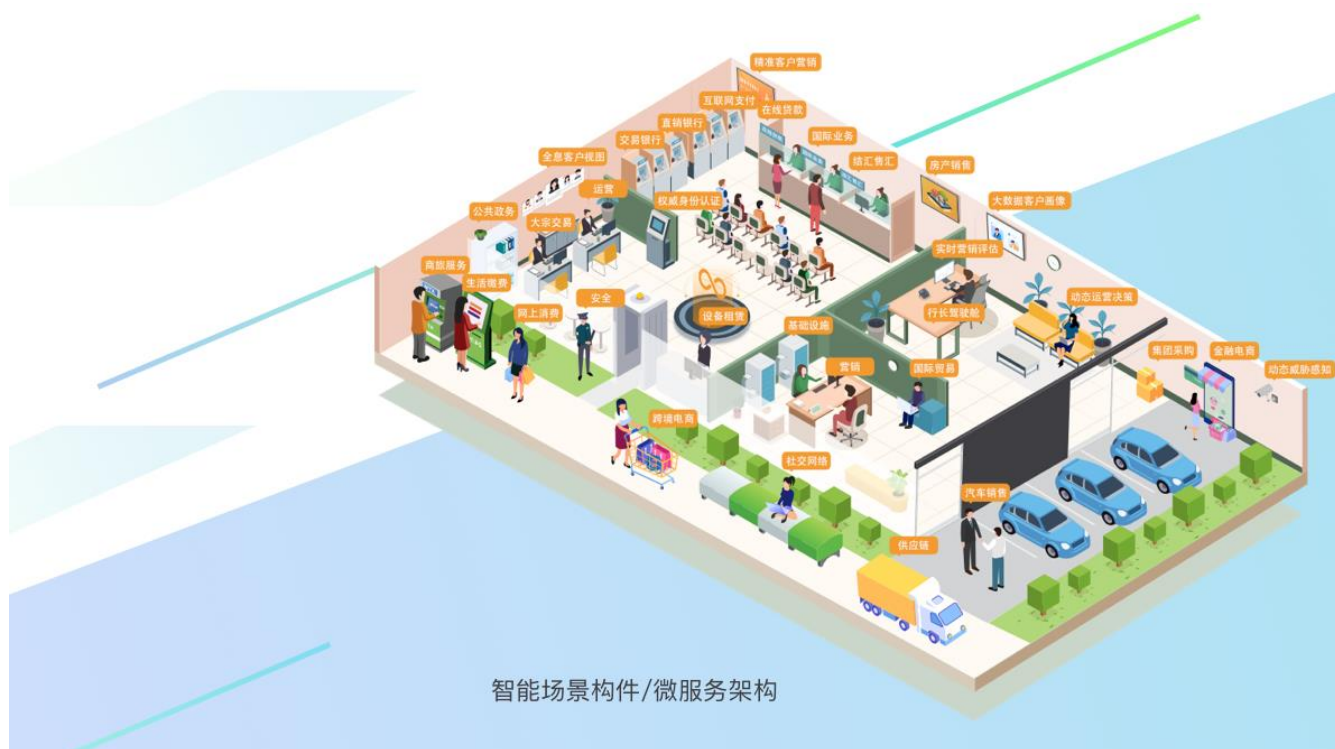 精准客户营销
互联网支付
在线贷款
直销银行
国际业务
交易银行
结汇售汇
全息客户视图
房产销售
运营
权威身份认证
大数据客户画像
公共政务
大宗交易
实时营销评估
商旅服务
生活缴费
安全
动态运营决策
网上消费
设备租赁
行长驾驶舱
基础设施
集团采购
金融电商
营销
国际贸易
动态威胁感知
跨境电商
社交网络
汽车销售
供应链
智能场景构件/微服务架构